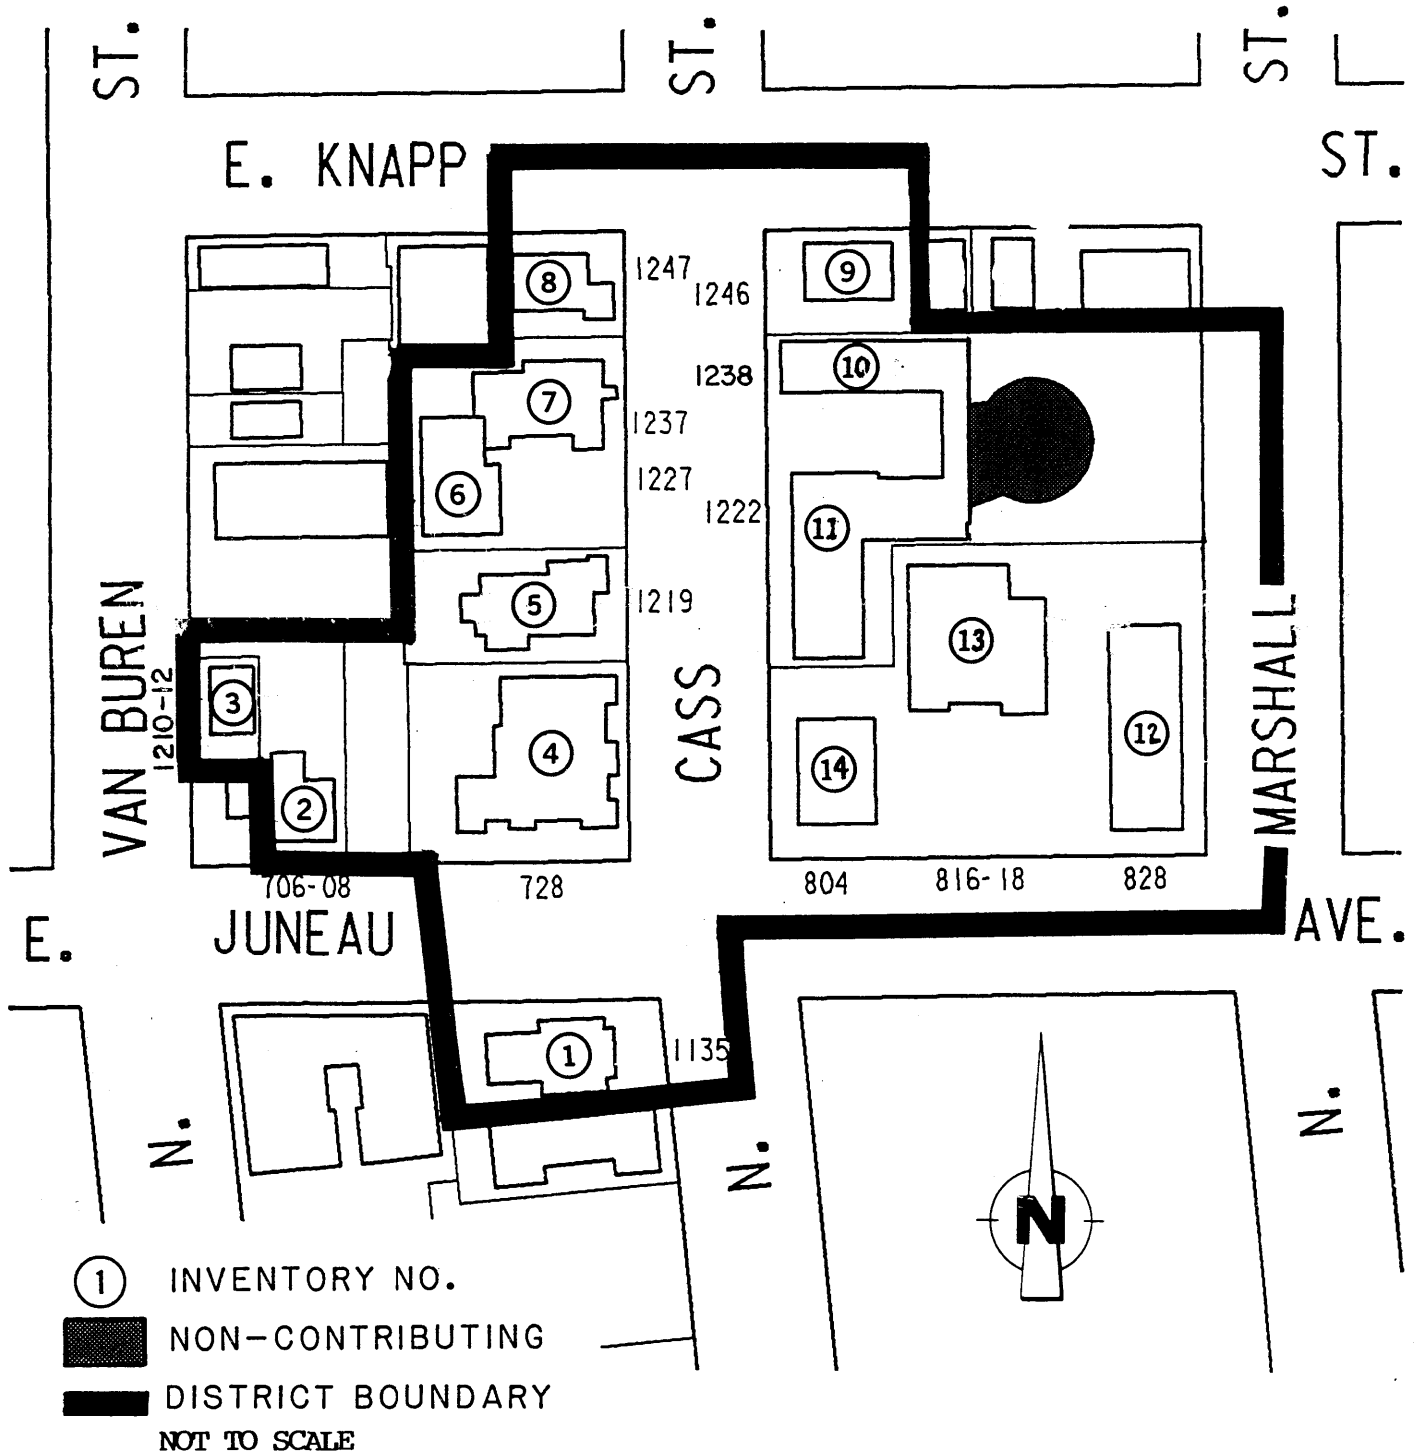 ST.
ST.
ST.
E. KNAPP
ST.
8
1247
1246
9
1238
10
7
1237
6
1227
1222
11
5
1219
13
VAN BUREN
1210-12
3
CASS
MARSHALL
4
12
14
2
706-08
728
804
816-18
828
E.
JUNEAU
AVE.
1
1135
N.
N.
N.
N
1 INVENTORY NO.
NON-CONTRIBUTING
DISTRICT BOUNDARY
NOT TO SCALE